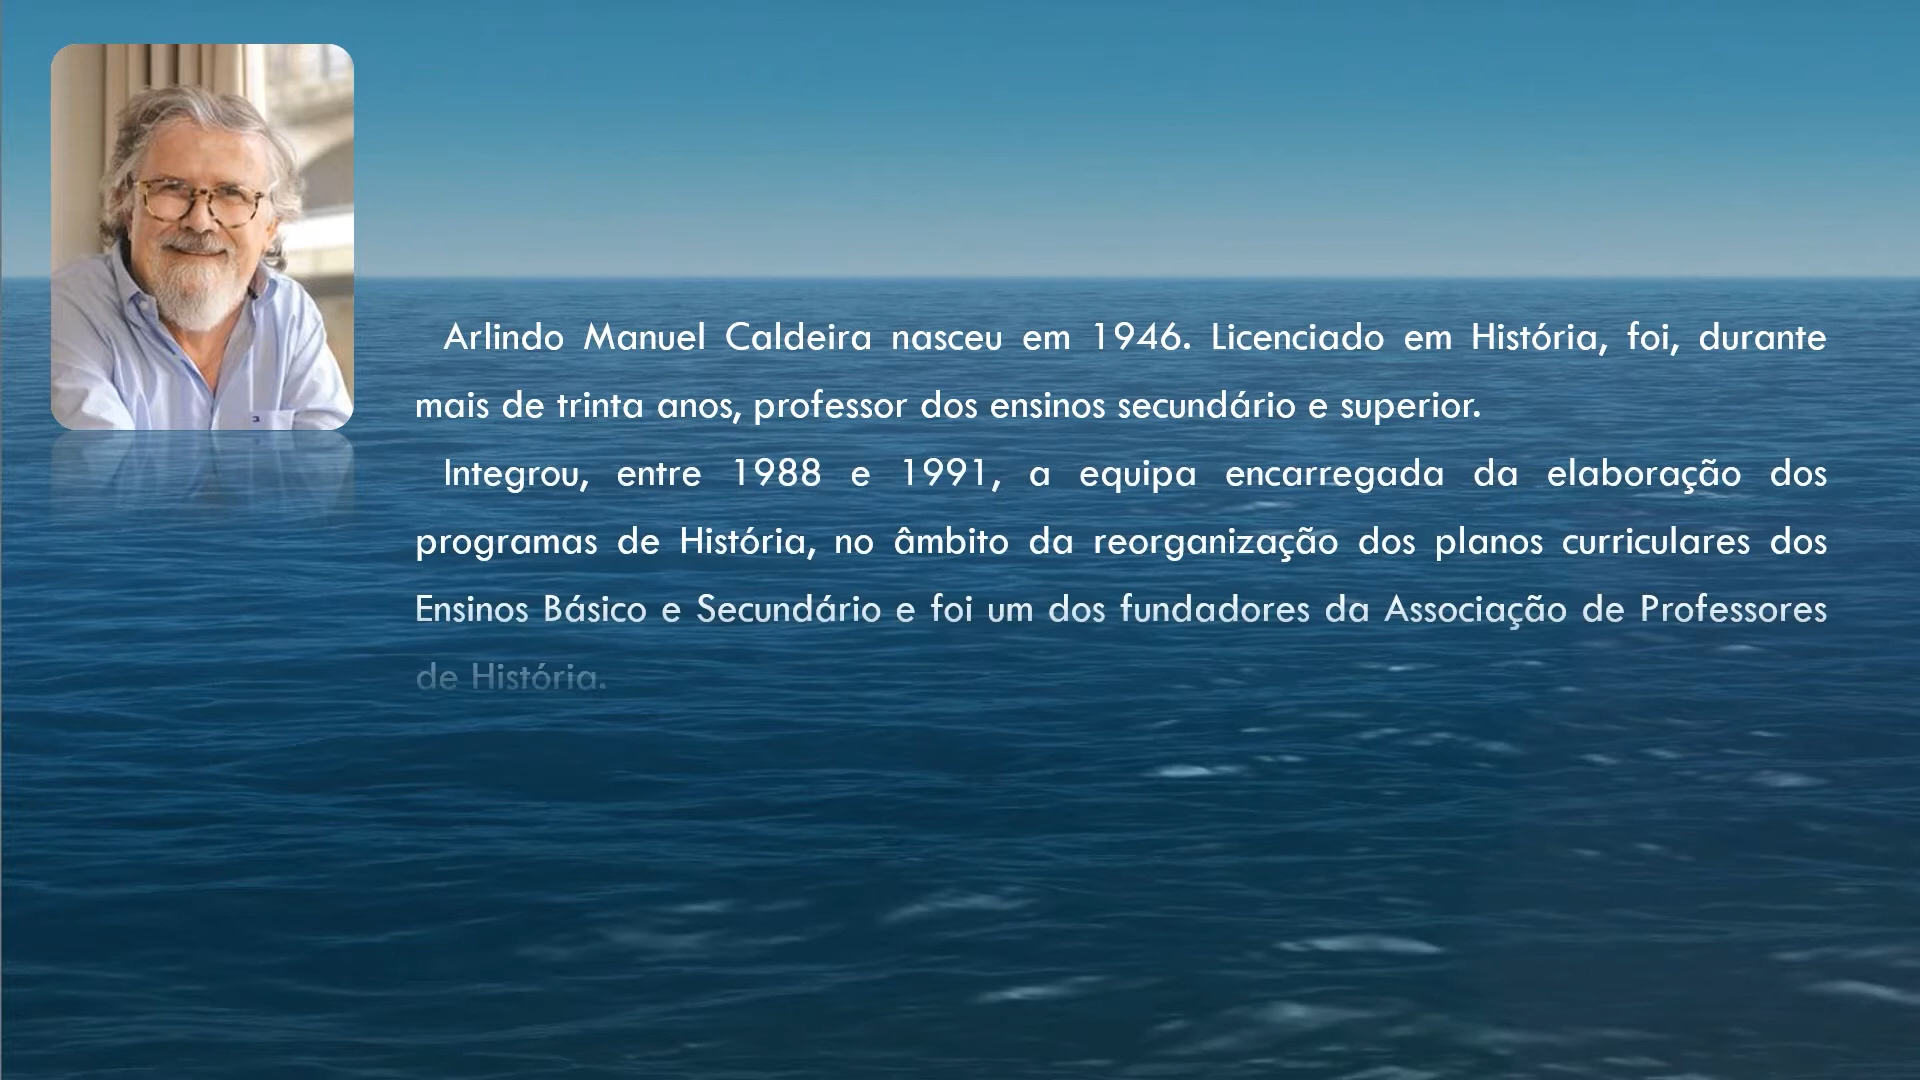 Arlindo Manuel Caldeira nasceu em 1946. Licenciado em História, foi, durante
mais de trinta anos, professor dos ensinos secundário e superior.
Integrou, entre 1988 e 1991, a equipa encarregada da elaboração dos
programas de História, no âmbito da reorganização dos planos curriculares dos
Ensinos Básico e Secundário e foi um dos fundadores da Associação de Professores
de História.